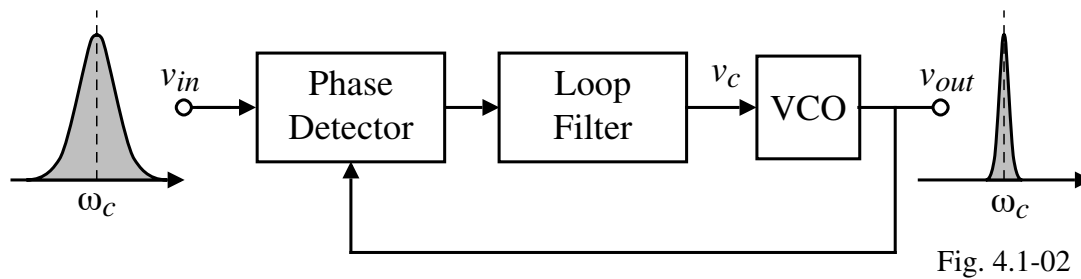 v_in
Phase
Detector
Loop
Filter
v_c
VCO
v_out
ω_c
ω_c
Fig. 4.1-02